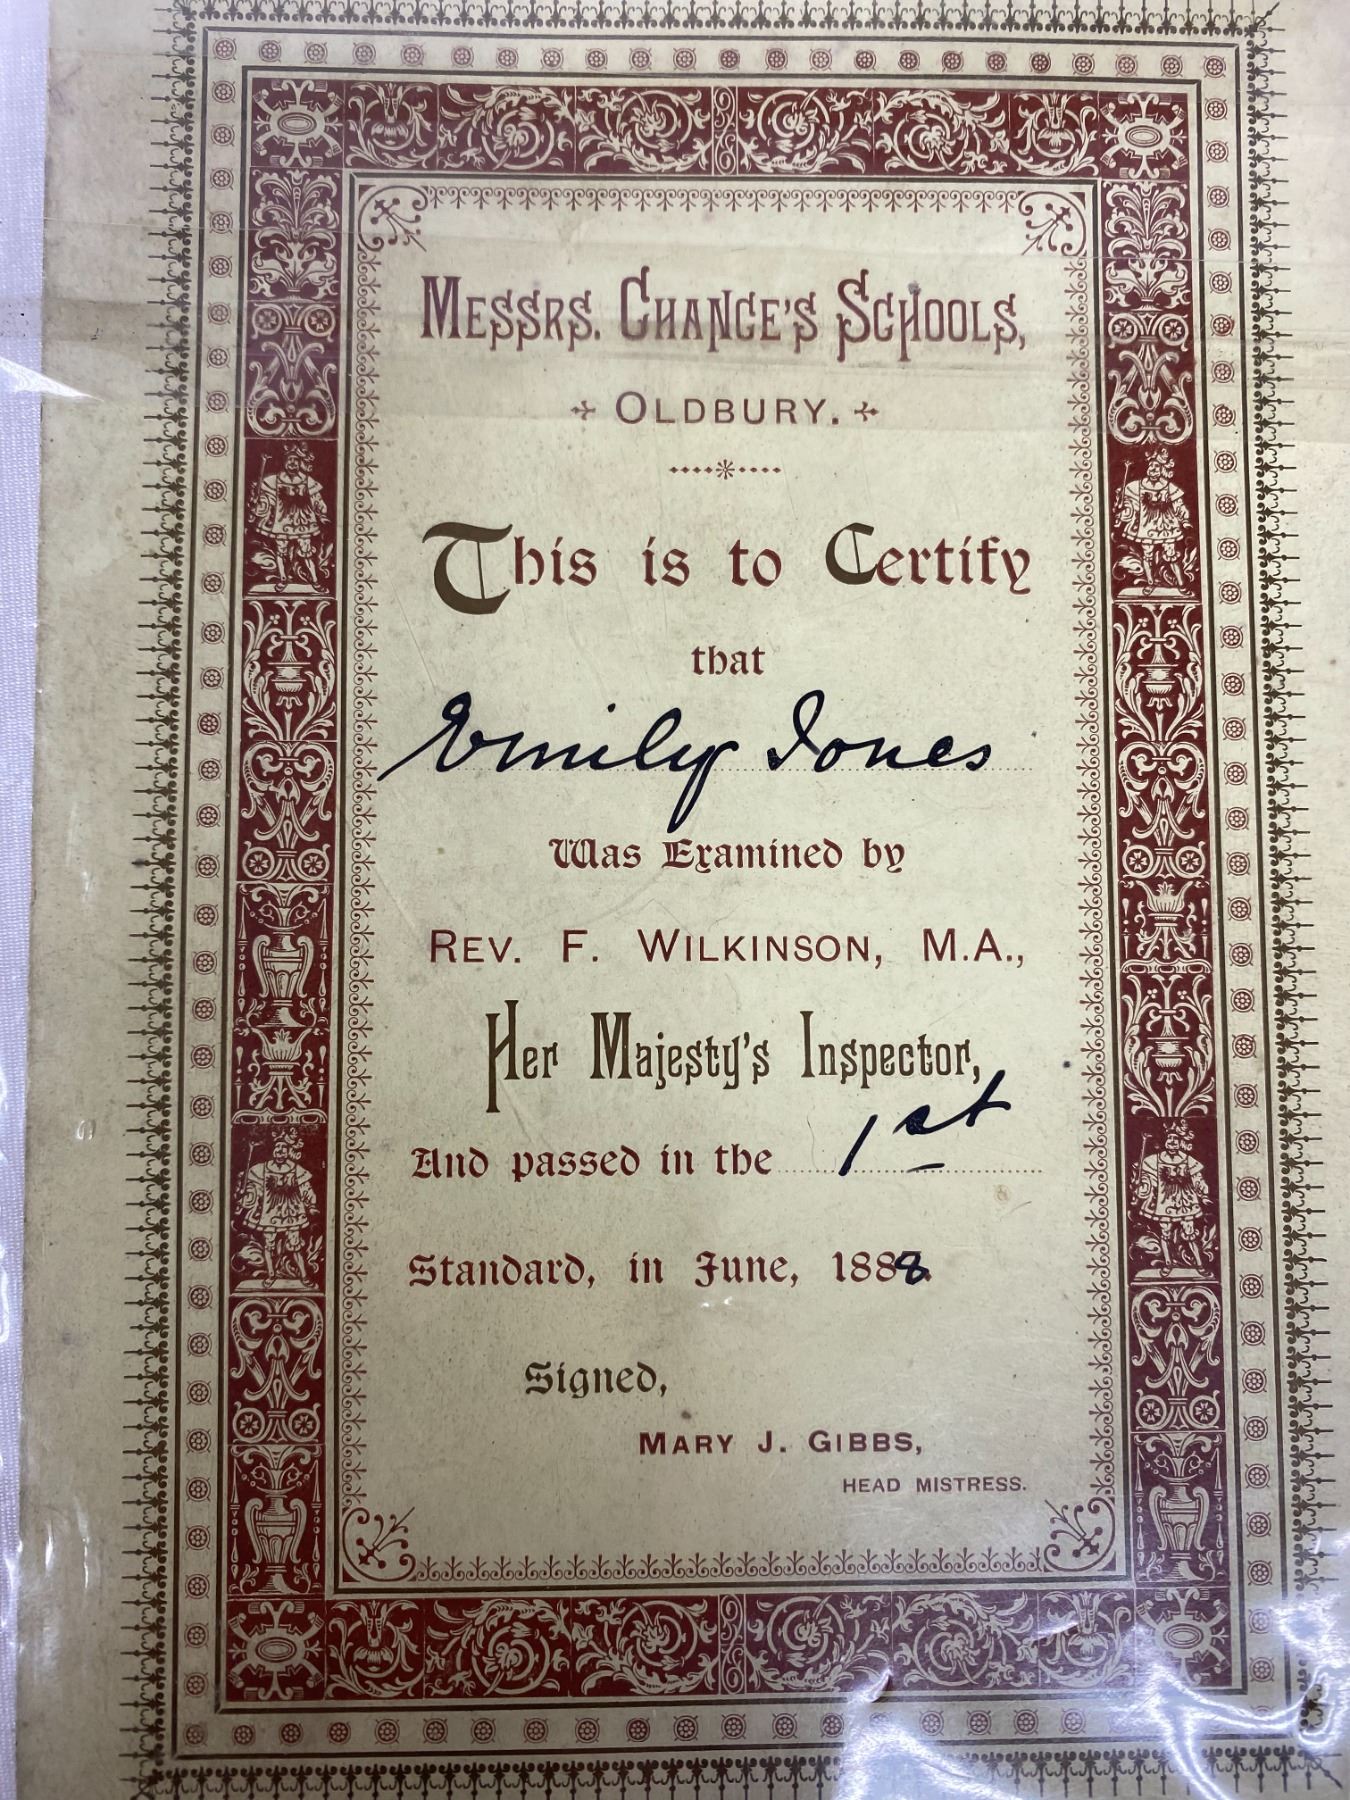 MESSRS. CHANCE'S SCHOOLS,
OLDBURY.
This is to Certify
that
Emily Jones
Was Examined by
REV. F. WILKINSON, M.A.,
Her Majesty's Inspector,
And passed in the 1st
Standard, in June, 1888.
Signed,
MARY J. GIBBS,
HEAD MISTRESS.